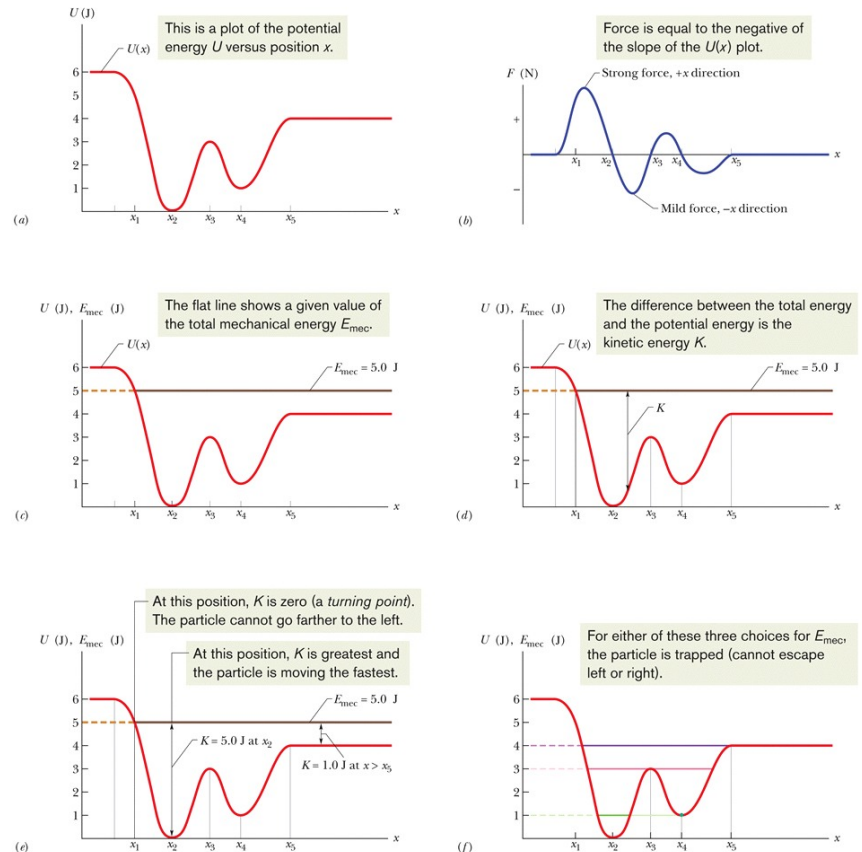 U (J)
This is a plot of the potential
energy U versus position x.
U(x)
6
5
4
3
2
1
x
x1 x2 x3 x4 x5
(a)
Force is equal to the negative of
the slope of the U(x) plot.
F (N)
Strong force, +x direction
+
x1 x2 x3 x4 x5 x
−
Mild force, −x direction
(b)
U (J), Emec (J)
The flat line shows a given value of
the total mechanical energy Emec.
U(x)
Emec = 5.0 J
6
5
4
3
2
1
x
x1 x2 x3 x4 x5
(c)
U (J), Emec (J)
The difference between the total energy
and the potential energy is the
kinetic energy K.
U(x)
Emec = 5.0 J
6
5
4
K
3
2
1
x
x1 x2 x3 x4 x5
(d)
At this position, K is zero (a turning point).
The particle cannot go farther to the left.
U (J), Emec (J)
At this position, K is greatest and
the particle is moving the fastest.
6
Emec = 5.0 J
5
K = 5.0 J at x2
4
K = 1.0 J at x > x5
3
2
1
x
x1 x2 x3 x4 x5
(e)
U (J), Emec (J)
For either of these three choices for Emec,
the particle is trapped (cannot escape
left or right).
6
5
4
3
2
1
x
x1 x2 x3 x4 x5
(f)